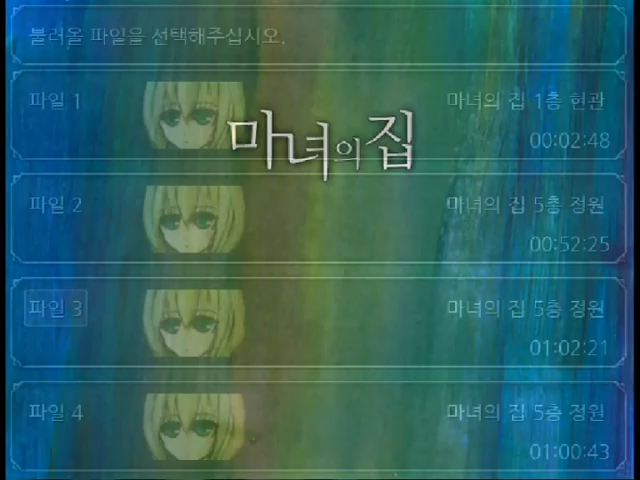 불러올 파일을 선택해주십시오.
파일 1
마녀의 집 1층 현관
00:02:48
마녀의 집
파일 2
마녀의 집 5층 정원
00:52:25
파일 3
마녀의 집 5층 정원
01:02:21
파일 4
마녀의 집 5층 정원
01:00:43